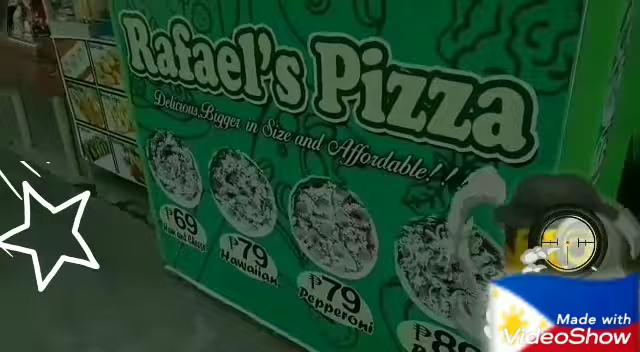 Rafael's Pizza
Delicious, Bigger in Size and Affordable!!!
₱69
Ham and Cheese
₱79
Hawaiian
₱79
Pepperoni
Made with
VideoShow